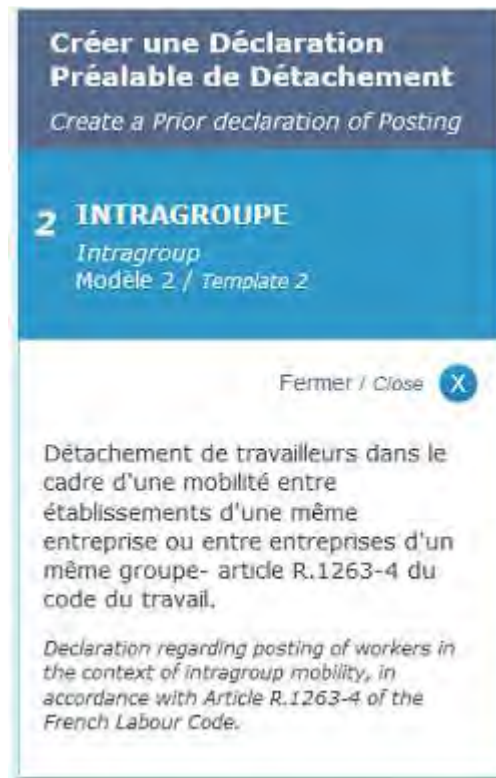 Créer une Déclaration
Préalable de Détachement
Create a Prior declaration of Posting
2 INTRAGROUPE
Intragroup
Modèle 2 / Template 2
Fermer / Close X
Détachement de travailleurs dans le
cadre d'une mobilité entre
établissements d'une même
entreprise ou entre entreprises d'un
même groupe- article R.1263-4 du
code du travail.
Declaration regarding posting of workers in
the context of intragroup mobility, in
accordance with Article R.1263-4 of the
French Labour Code.